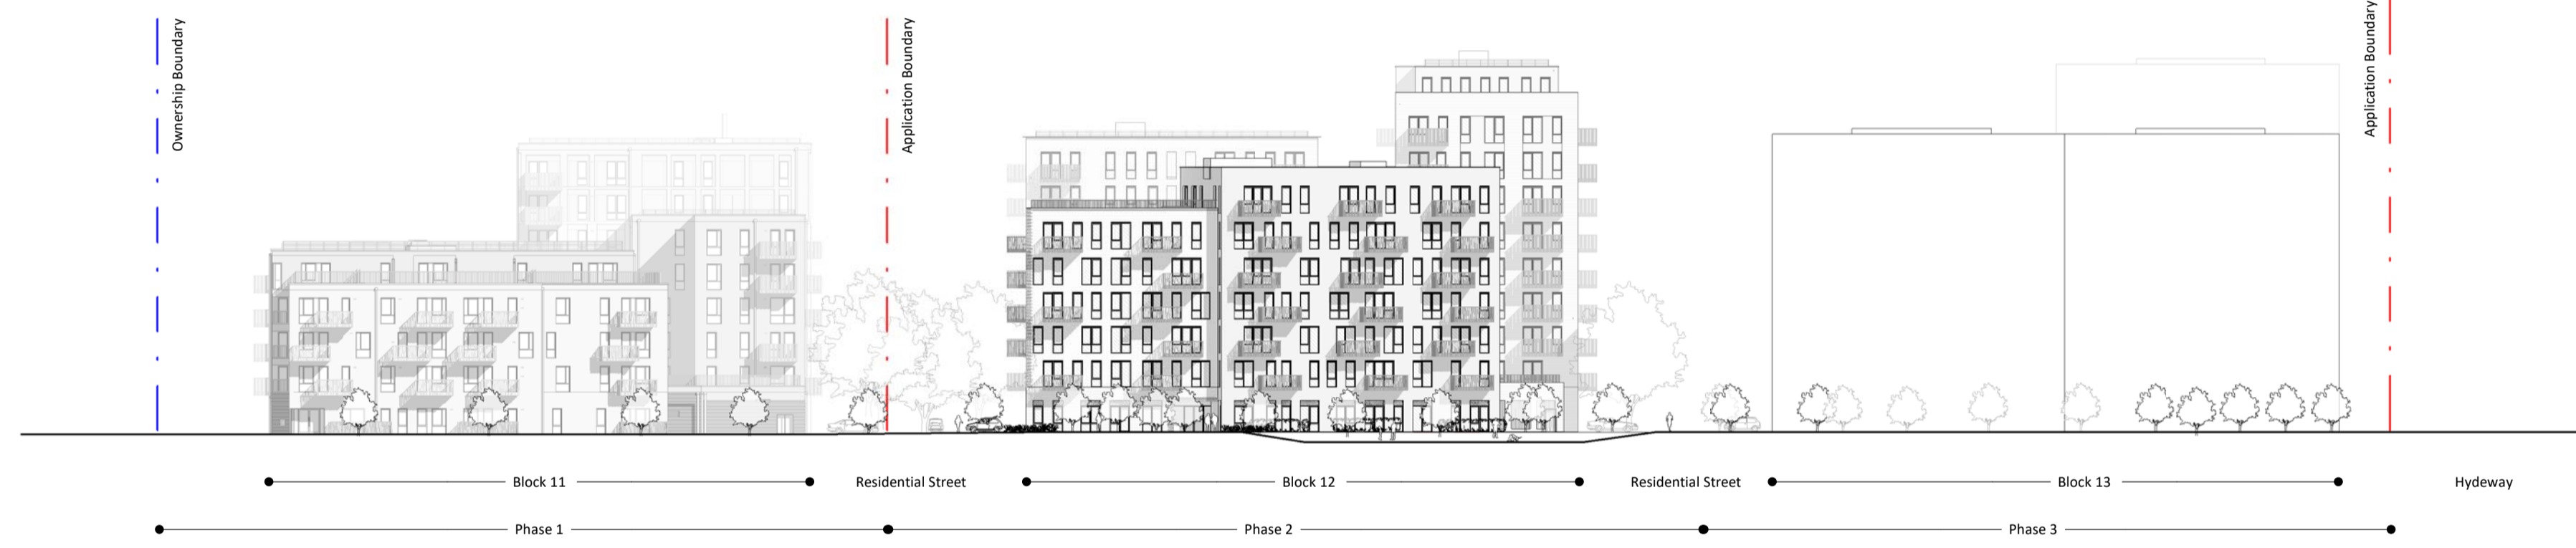 Ownership Boundary
Application Boundary
Application Boundary
Block 11
Residential Street
Block 12
Residential Street
Block 13
Hydeway
Phase 1
Phase 2
Phase 3